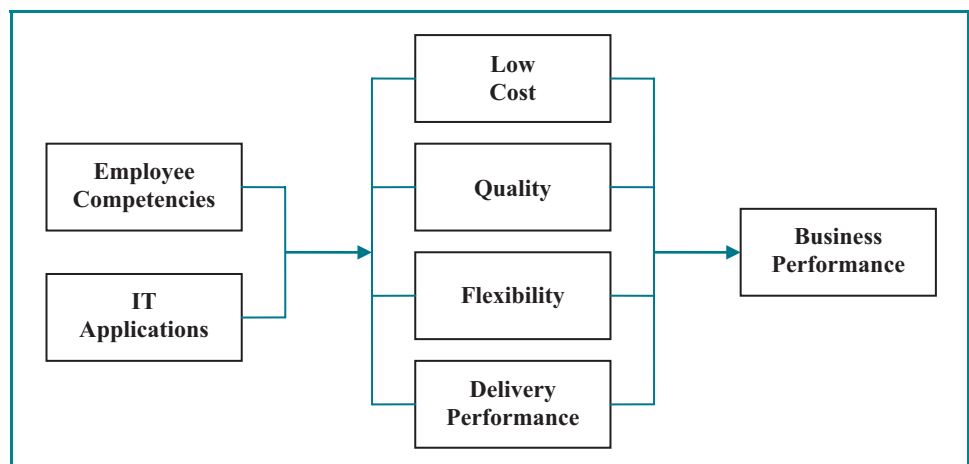 Employee
Competencies
IT
Applications
Low
Cost
Quality
Flexibility
Delivery
Performance
Business
Performance